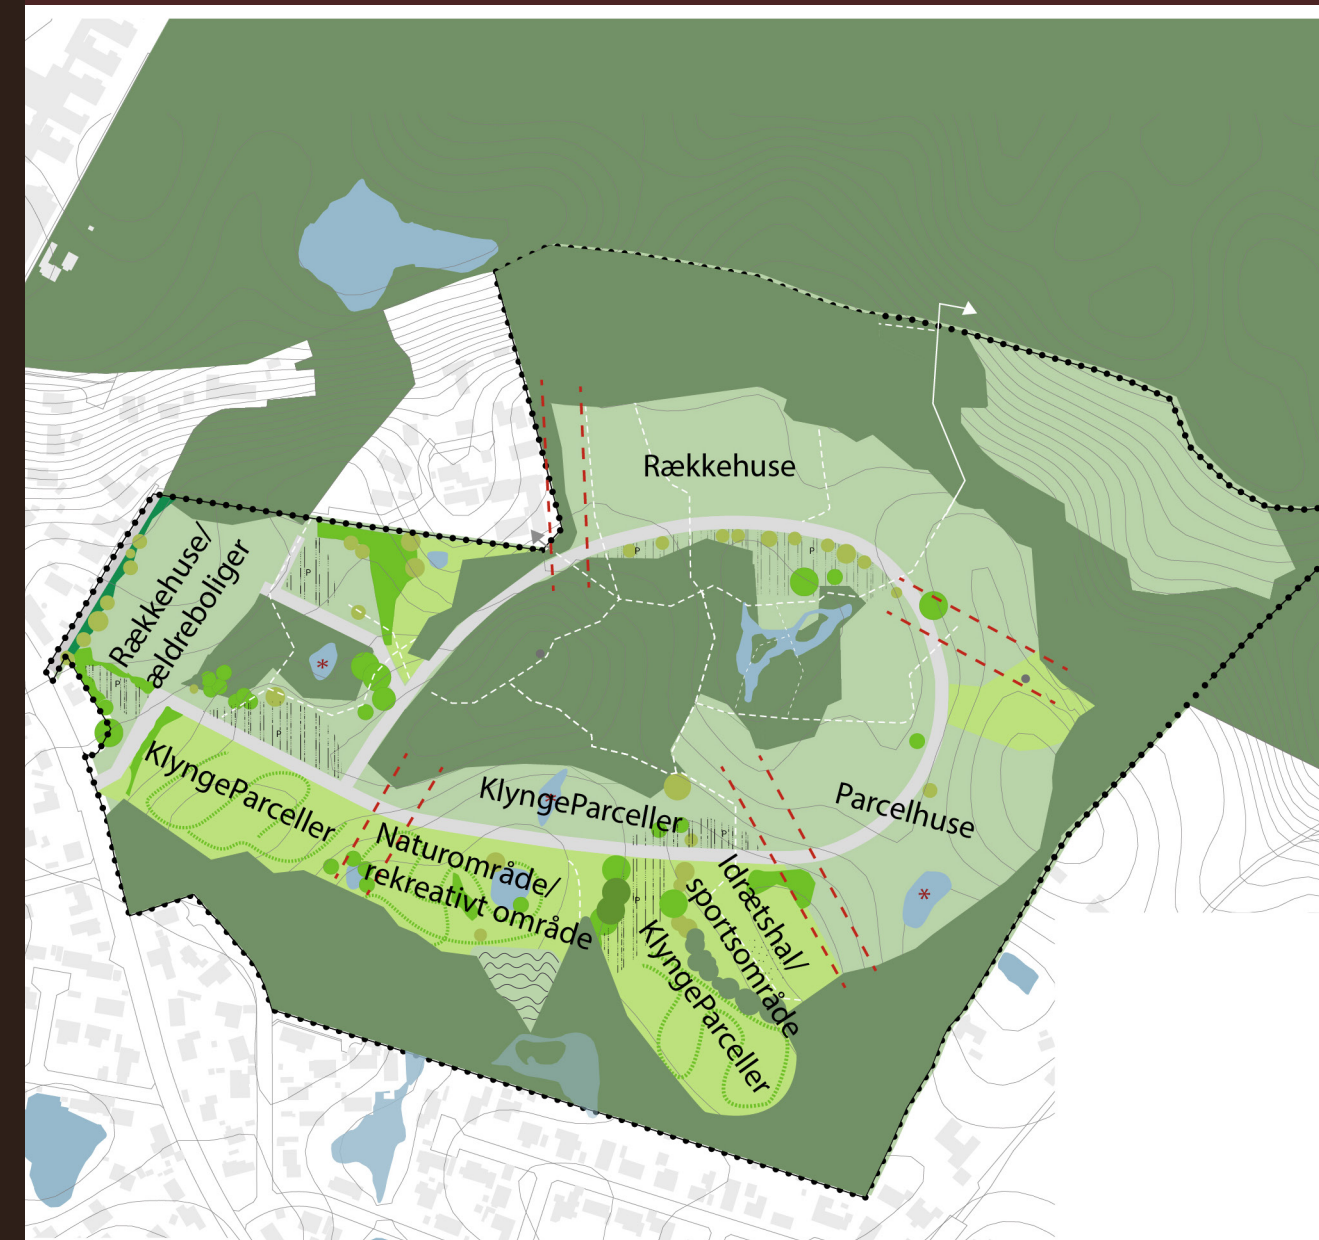 Rækkehuse
P
P
Rækkehuse/
ældreboliger
P
*
P
P
KlyngeParceller
KlyngeParceller
*
Parcelhuse
P
Naturområde/
rekreativt område
Idrætshal/
sportsområde
*
P
KlyngeParceller